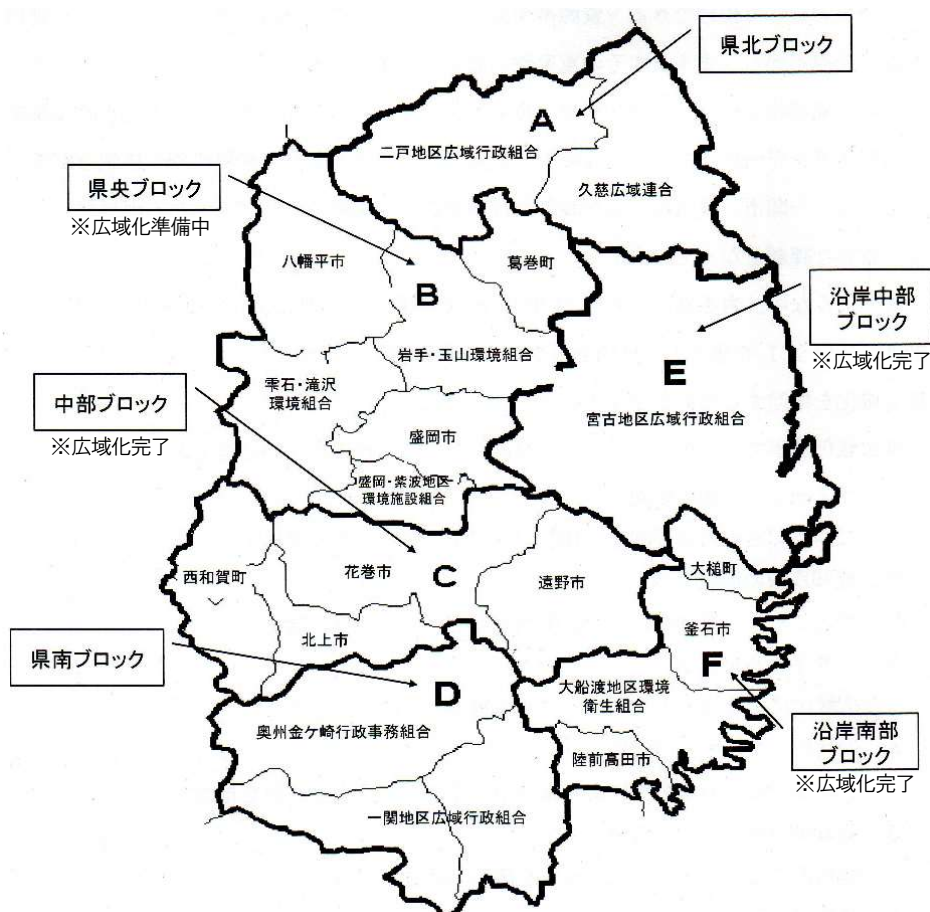 県北ブロック
A
二戸地区広域行政組合
久慈広域連合
県央ブロック
※広域化準備中
八幡平市
葛巻町
B
岩手・玉山環境組合
雫石・滝沢
環境組合
盛岡市
盛岡・紫波地区
環境施設組合
沿岸中部
ブロック
※広域化完了
E
宮古地区広域行政組合
中部ブロック
※広域化完了
西和賀町
花巻市
C
遠野市
北上市
大槌町
釜石市
F
県南ブロック
D
奥州金ケ崎行政事務組合
一関地区広域行政組合
大船渡地区環境
衛生組合
陸前高田市
沿岸南部
ブロック
※広域化完了